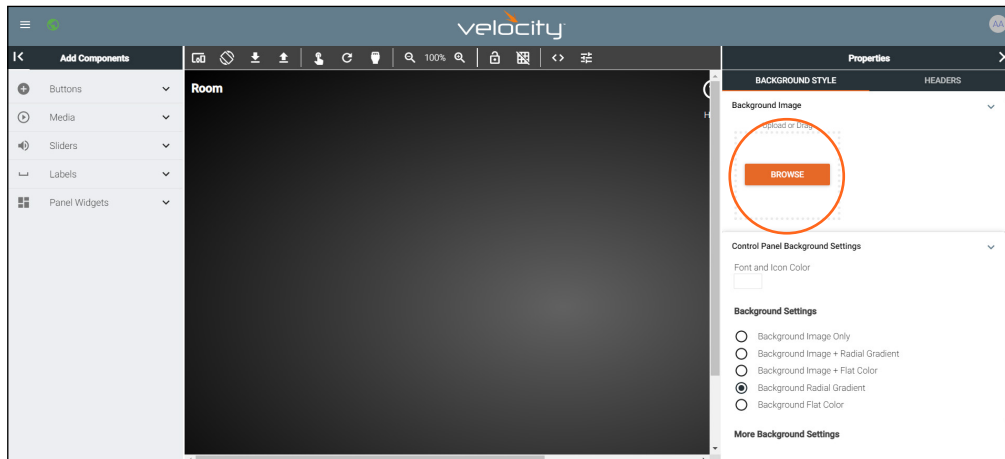 velocity
AA
Add Components
100%
Properties
Buttons
Media
Sliders
Labels
Panel Widgets
Room
H
BACKGROUND STYLE
HEADERS
Background Image
Upload or Drag
BROWSE
Control Panel Background Settings
Font and Icon Color
Background Settings
Background Image Only
Background Image + Radial Gradient
Background Image + Flat Color
Background Radial Gradient
Background Flat Color
More Background Settings